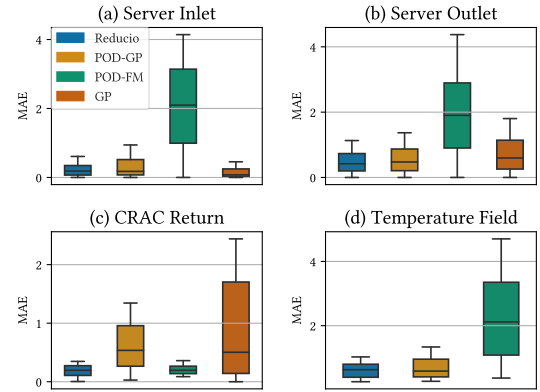 (a) Server Inlet
MAE
4
2
0
Reducio
POD-GP
POD-FM
GP
(b) Server Outlet
MAE
4
2
0
(c) CRAC Return
MAE
2
1
0
(d) Temperature Field
MAE
4
2